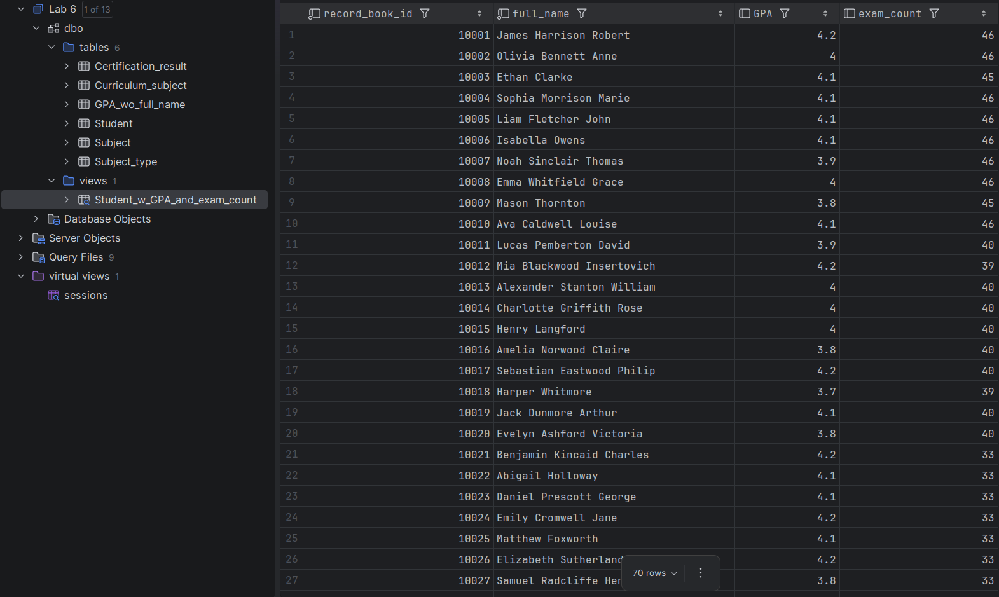 Lab 6 1 of 13
dbo
tables 6
Certification_result
Curriculum_subject
GPA_wo_full_name
Student
Subject
Subject_type
views 1
Student_w_GPA_and_exam_count
Database Objects
Server Objects
Query Files 9
virtual views 1
sessions
record_book_id full_name GPA exam_count
1 10001 James Harrison Robert 4.2 46
2 10002 Olivia Bennett Anne 4 46
3 10003 Ethan Clarke 4.1 45
4 10004 Sophia Morrison Marie 4.1 46
5 10005 Liam Fletcher John 4.1 46
6 10006 Isabella Owens 4.1 46
7 10007 Noah Sinclair Thomas 3.9 46
8 10008 Emma Whitfield Grace 4 46
9 10009 Mason Thornton 3.8 45
10 10010 Ava Caldwell Louise 4.1 46
11 10011 Lucas Pemberton David 3.9 40
12 10012 Mia Blackwood Insertovich 4.2 39
13 10013 Alexander Stanton William 4 40
14 10014 Charlotte Griffith Rose 4 40
15 10015 Henry Langford 4 40
16 10016 Amelia Norwood Claire 3.8 40
17 10017 Sebastian Eastwood Philip 4.2 40
18 10018 Harper Whitmore 3.7 39
19 10019 Jack Dunmore Arthur 4.1 40
20 10020 Evelyn Ashford Victoria 3.8 40
21 10021 Benjamin Kincaid Charles 4.2 33
22 10022 Abigail Holloway 4.1 33
23 10023 Daniel Prescott George 4.1 33
24 10024 Emily Cromwell Jane 4.2 33
25 10025 Matthew Foxworth 4.1 33
26 10026 Elizabeth Sutherland 4.2 33
27 10027 Samuel Radcliffe 3.8 33
70 rows